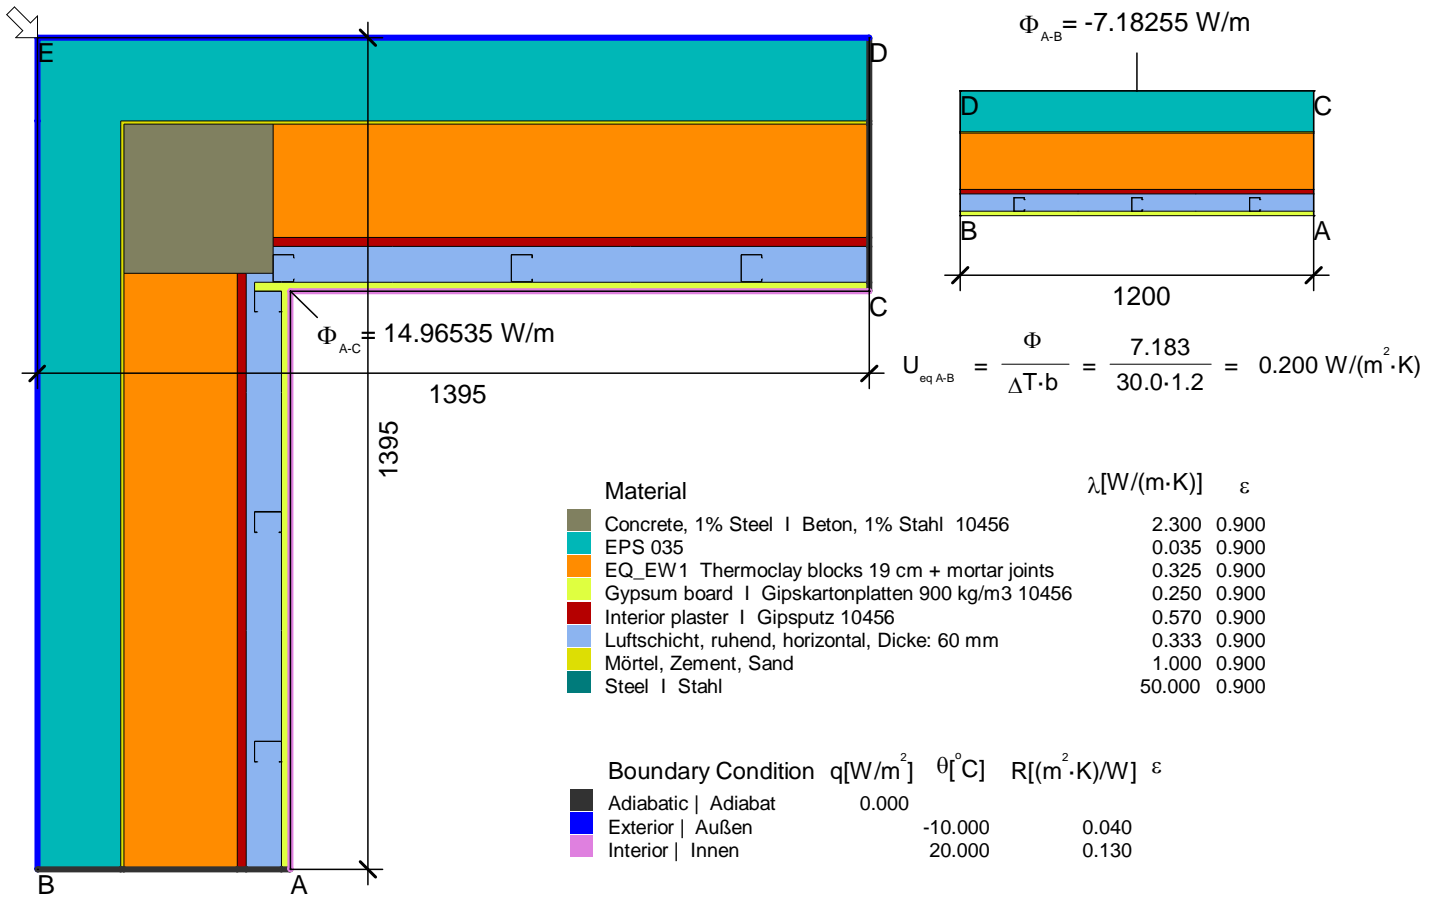 E
D
Φ A-C = 14.96535 W/m
C
1395
1395
B
A
Φ A-B = -7.18255 W/m
D
C
B
A
1200
U eq A-B = Φ / ΔT·b = 7.183 / 30.0·1.2 = 0.200 W/(m²·K)
Material λ[W/(m·K)] ε
Concrete, 1% Steel I Beton, 1% Stahl 10456 2.300 0.900
EPS 035 0.035 0.900
EQ_EW1 Thermoclay blocks 19 cm + mortar joints 0.325 0.900
Gypsum board I Gipskartonplatten 900 kg/m3 10456 0.250 0.900
Interior plaster I Gipsputz 10456 0.570 0.900
Luftschicht, ruhend, horizontal, Dicke: 60 mm 0.333 0.900
Mörtel, Zement, Sand 1.000 0.900
Steel I Stahl 50.000 0.900
Boundary Condition q[W/m²] θ[°C] R[(m²·K)/W] ε
Adiabatic | Adiabat 0.000
Exterior | Außen -10.000 0.040
Interior | Innen 20.000 0.130